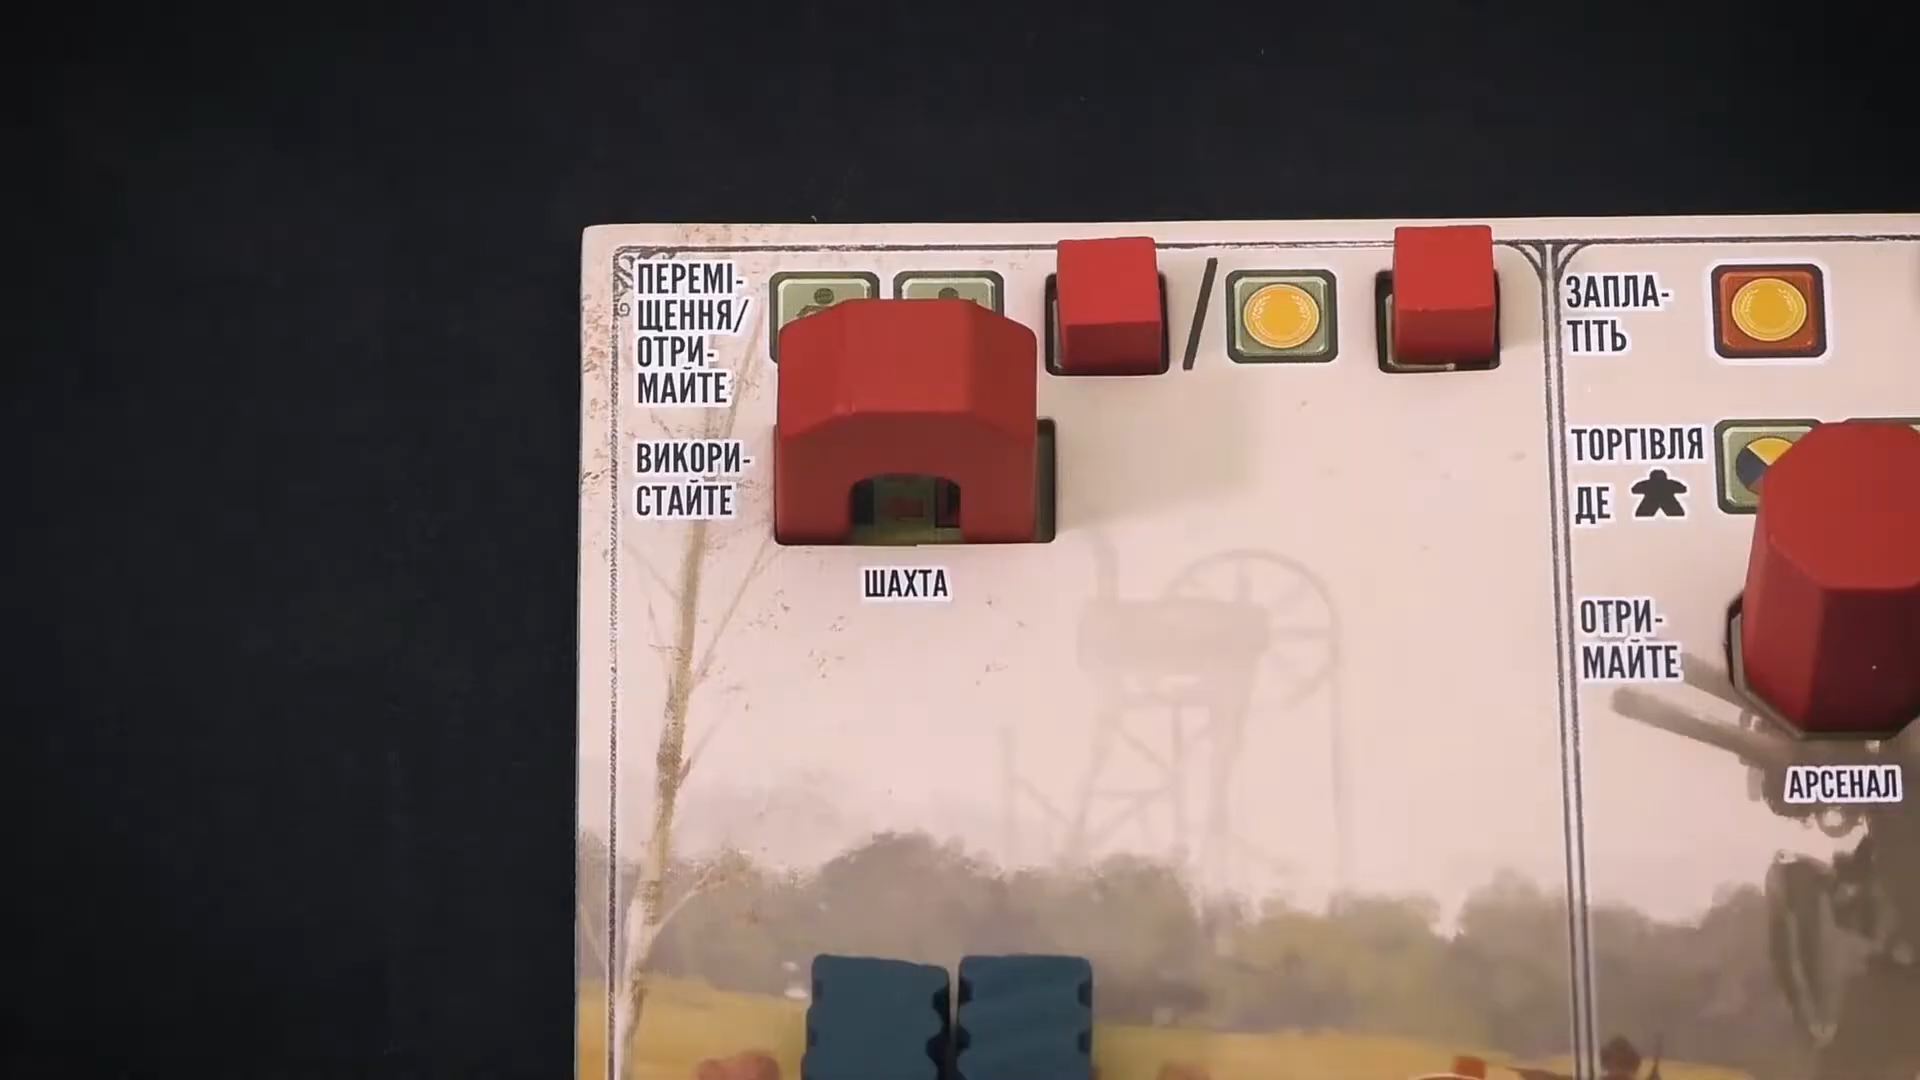 ПЕРЕМІ-
ЩЕННЯ/
ОТРИ-
МАЙТЕ
ВИКОРИ-
СТАЙТЕ
ШАХТА
/
ЗАПЛА-
ТІТЬ
ТОРГІВЛЯ
ДЕ
ОТРИ-
МАЙТЕ
АРСЕНАЛ